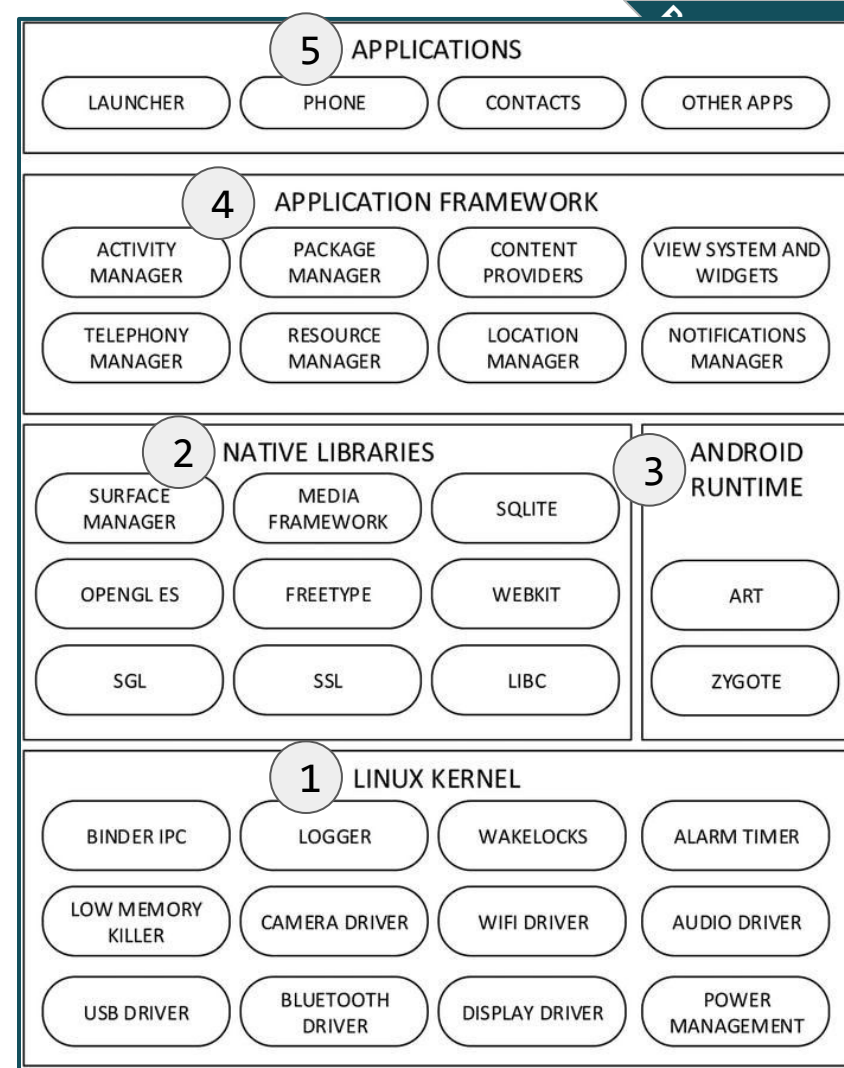 5 APPLICATIONS
LAUNCHER PHONE CONTACTS OTHER APPS
4 APPLICATION FRAMEWORK
ACTIVITY
MANAGER
PACKAGE
MANAGER
CONTENT
PROVIDERS
VIEW SYSTEM AND
WIDGETS
TELEPHONY
MANAGER
RESOURCE
MANAGER
LOCATION
MANAGER
NOTIFICATIONS
MANAGER
2 NATIVE LIBRARIES
SURFACE
MANAGER
MEDIA
FRAMEWORK
SQLITE
OPENGL ES FREETYPE WEBKIT
SGL SSL LIBC
3 ANDROID
RUNTIME
ART
ZYGOTE
1 LINUX KERNEL
BINDER IPC LOGGER WAKELOCKS ALARM TIMER
LOW MEMORY
KILLER
CAMERA DRIVER WIFI DRIVER AUDIO DRIVER
USB DRIVER
BLUETOOTH
DRIVER
DISPLAY DRIVER
POWER
MANAGEMENT